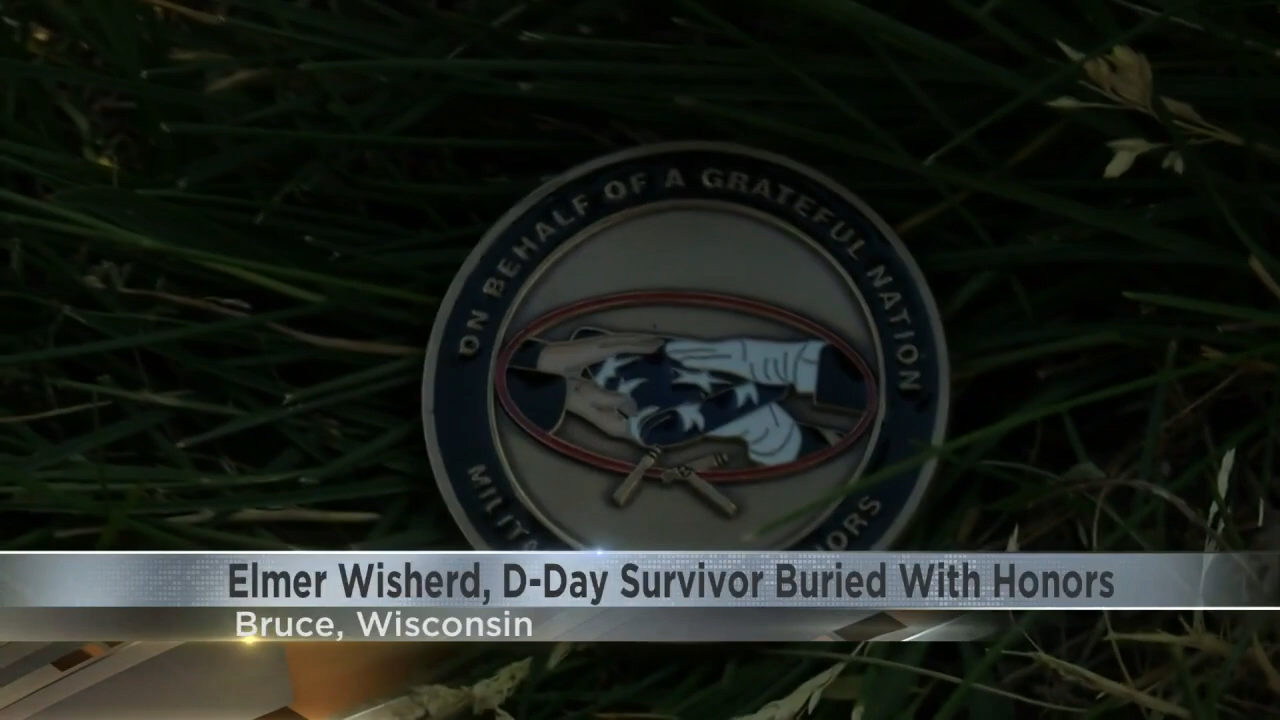 ON BEHALF OF A GRATEFUL NATION
Elmer Wisherd, D-Day Survivor Buried With Honors
Bruce, Wisconsin